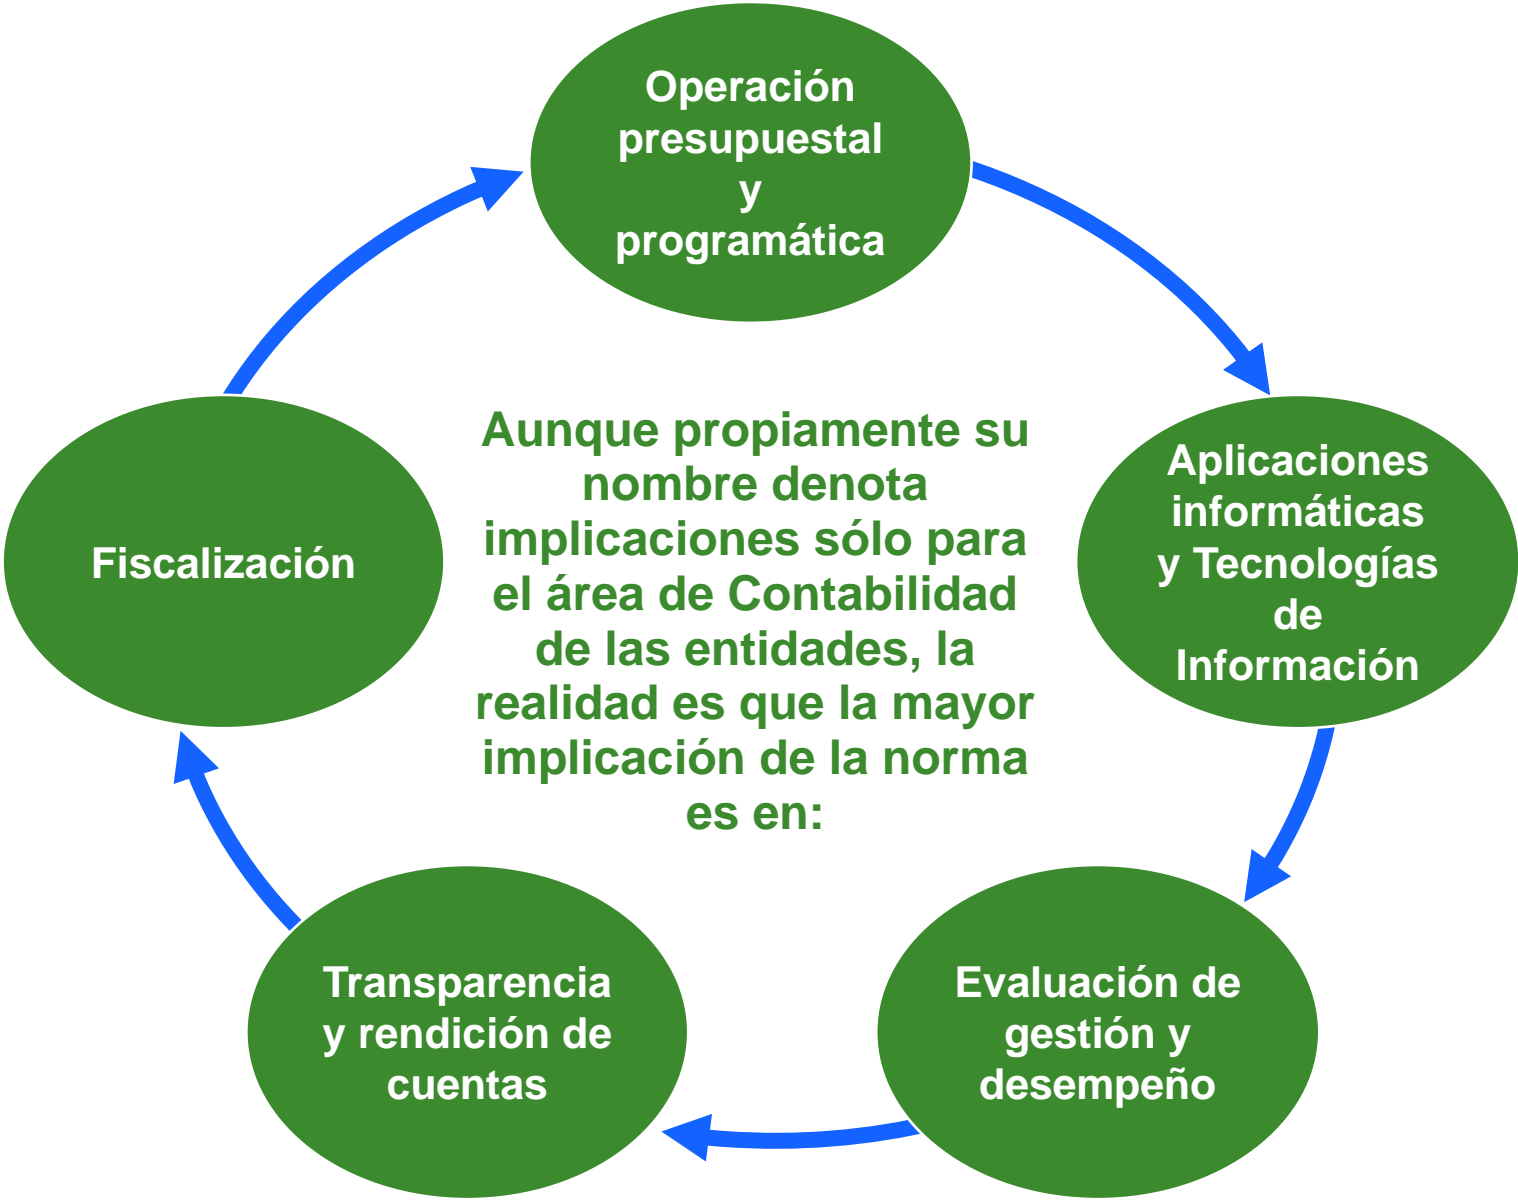 Operación
presupuestal
y
programática
Aplicaciones
informáticas
y Tecnologías
de
Información
Evaluación de
gestión y
desempeño
Transparencia
y rendición de
cuentas
Fiscalización
Aunque propiamente su
nombre denota
implicaciones sólo para
el área de Contabilidad
de las entidades, la
realidad es que la mayor
implicación de la norma
es en: